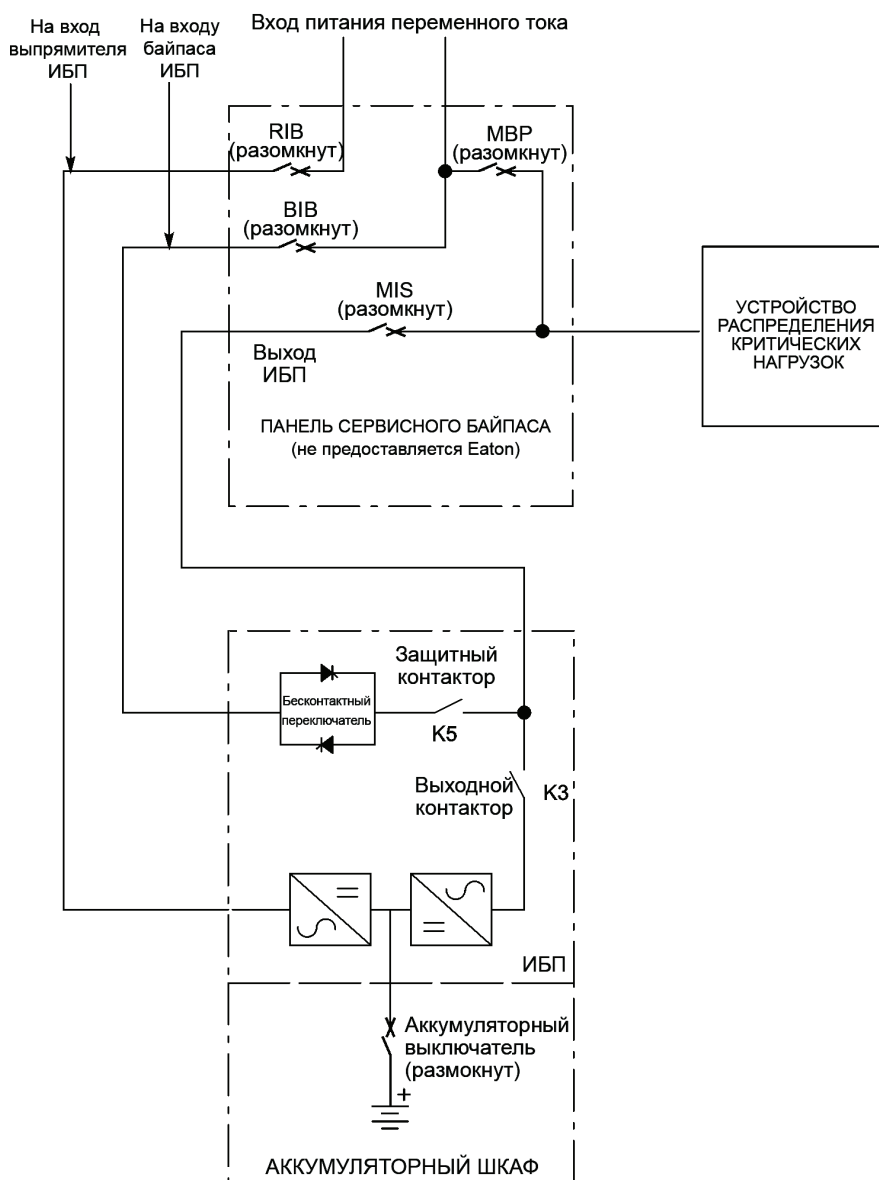 На вход
выпрямителя
ИБП
На входу
байпаса
ИБП
Вход питания переменного тока
RIB
(разомкнут)
MBP
(разомкнут)
BIB
(разомкнут)
MIS
(разомкнут)
Выход
ИБП
УСТРОЙСТВО
РАСПРЕДЕЛЕНИЯ
КРИТИЧЕСКИХ
НАГРУЗОК
ПАНЕЛЬ СЕРВИСНОГО БАЙПАСА
(не предоставляется Eaton)
Защитный
контактор
Бесконтактный
переключатель
K5
Выходной
контактор
K3
ИБП
Аккумуляторный
выключатель
(размокнут)
+
АККУМУЛЯТОРНЫЙ ШКАФ